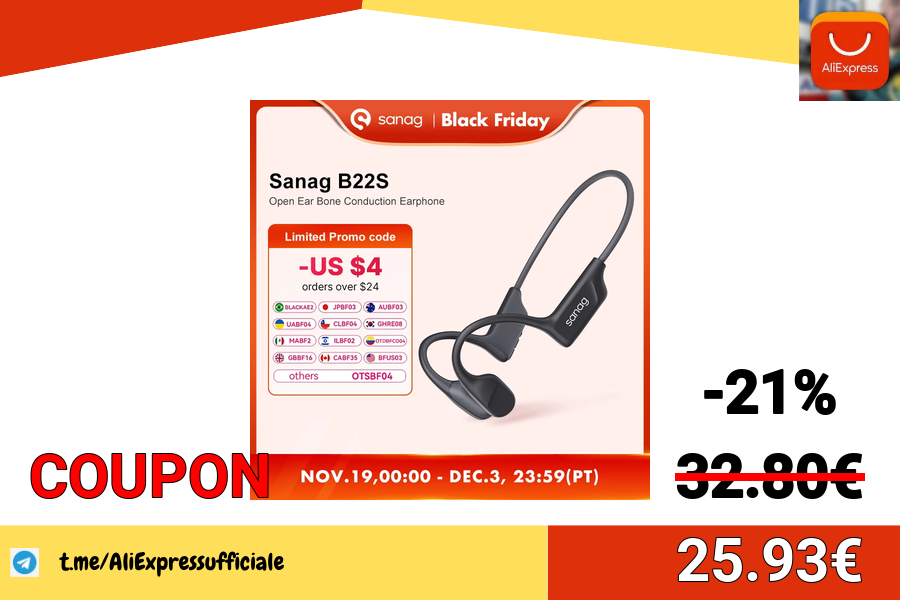 AliExpress
sanag | Black Friday
Sanag B22S
Open Ear Bone Conduction Earphone
Limited Promo code
-US $4
orders over $24
BLACKAE2 JPBF03 AUBF03
UABF04 CLBF04 GHRE08
MABF2 ILBF02 OTDBFCO04
GBBF16 CABF35 BFUS03
others OTSBF04
sanag
-21%
COUPON
32.80€
NOV.19,00:00 - DEC.3, 23:59(PT)
t.me/AliExpressufficiale
25.93€